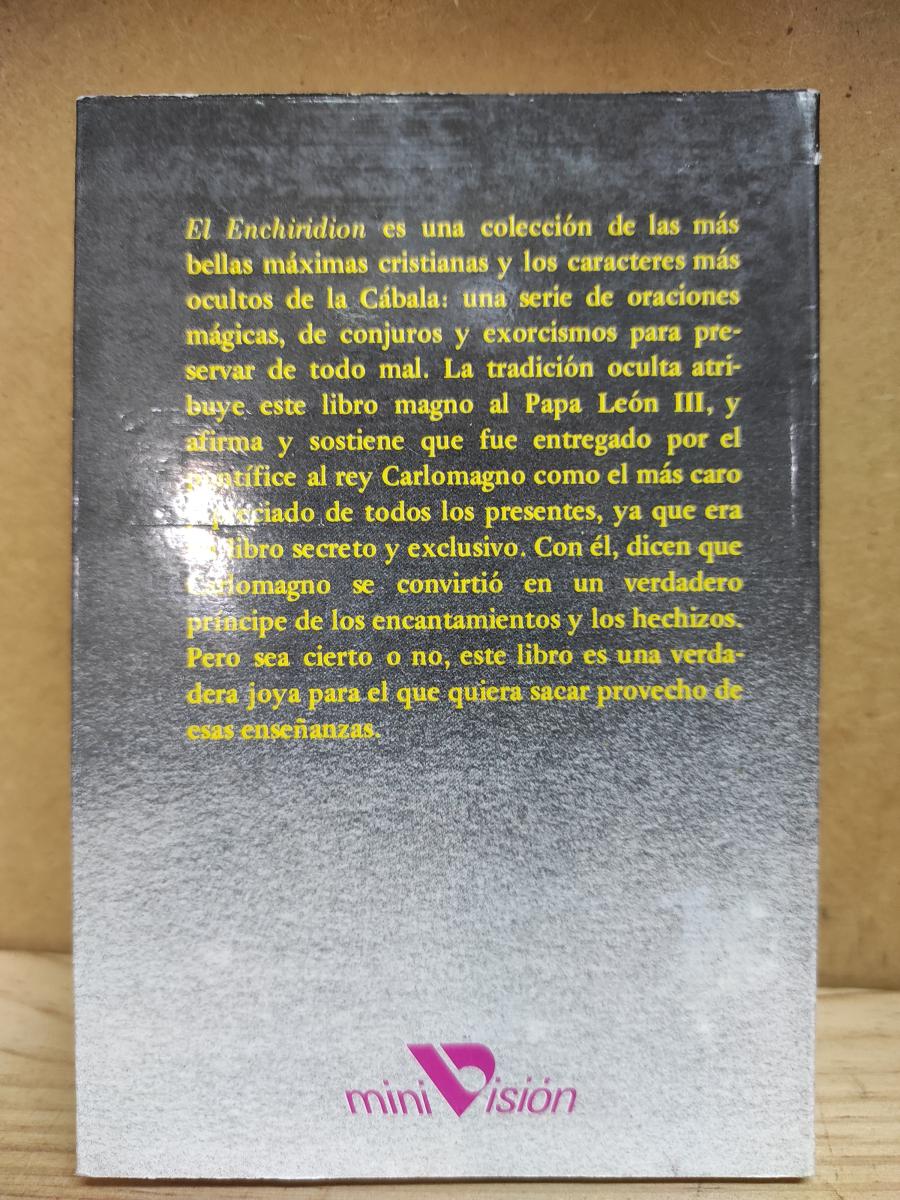 El Enchiridion es una colección de las más
bellas máximas cristianas y los caracteres más
ocultos de la Cábala: una serie de oraciones
mágicas, de conjuros y exorcismos para pre-
servar de todo mal. La tradición oculta atri-
buye este libro magno al Papa León III, y
afirma y sostiene que fue entregado por el
pontífice al rey Carlomagno como el más caro
de todos los presentes, ya que era
libro secreto y exclusivo. Con él, dicen que
Carlomagno se convirtió en un verdadero
príncipe de los encantamientos y los hechizos.
Pero sea cierto o no, este libro es una verda-
dera joya para el que quiera sacar provecho de
esas enseñanzas.
mini Visión